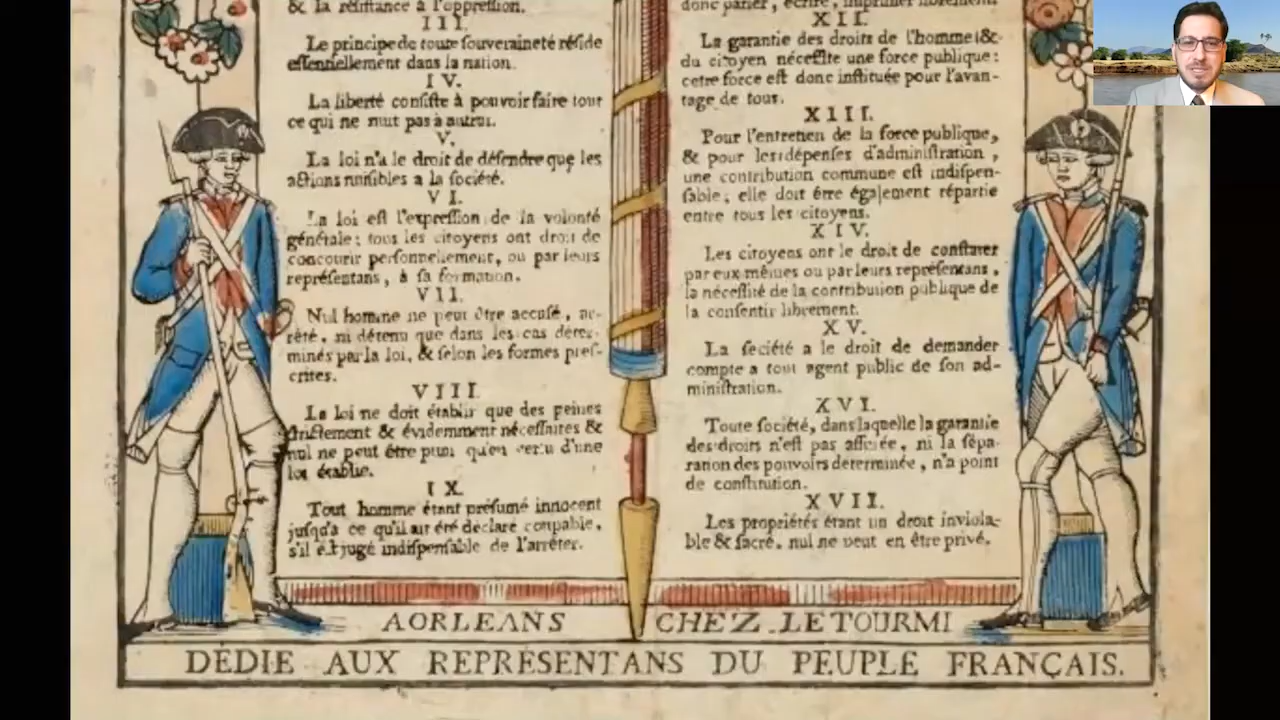 & la résistance à l'oppression.
III.
Le principe de toute souveraineté réside
essentiellement dans la nation.
IV.
La liberté consiste à pouvoir faire tout
ce qui ne nuit pas à autrui.
V.
La loi n'a le droit de défendre que les
actions nuisibles a la société.
VI.
La loi est l'expression de la volonté
générale; tous les citoyens ont droit de
concourir personnellement, ou par leurs
représentans, à sa formation.
VII.
Nul homme ne peut être accusé, ar-
rêté, ni détenu que dans les cas déter-
minés par la loi, & selon les formes pres-
crites.
VIII.
La loi ne doit établir que des peines
strictement & évidemment nécessaires &
nul ne peut être puni qu'en vertu d'une
loi établie.
IX.
Tout homme étant présumé innocent
jusqu'a ce qu'il ait été déclaré coupable,
s'il est jugé indispensable de l'arrêter.
donc parler, écrire, imprimer librement.
XII.
La garantie des droits de l'homme &
du citoyen nécessite une force publique:
cette force est donc instituée pour l'avan-
tage de tous.
XIII.
Pour l'entretien de la force publique,
& pour les dépenses d'administration,
une contribution commune est indispen-
sable; elle doit être également répartie
entre tous les citoyens.
XIV.
Les citoyens ont le droit de constater
par eux-mêmes ou par leurs représentans,
la nécessité de la contribution publique de
la consentir librement.
XV.
La société a le droit de demander
compte a tout agent public de son ad-
ministration.
XVI.
Toute société, dans laquelle la garantie
des droits n'est pas assurée, ni la sépa-
ration des pouvoirs determinée, n'a point
de constitution.
XVII.
Les propriétés étant un droit inviola-
ble & sacré, nul ne peut en être privé.
A ORLEANS CHEZ LETOURMI
DÉDIE AUX REPRESENTANS DU PEUPLE FRANÇAIS.